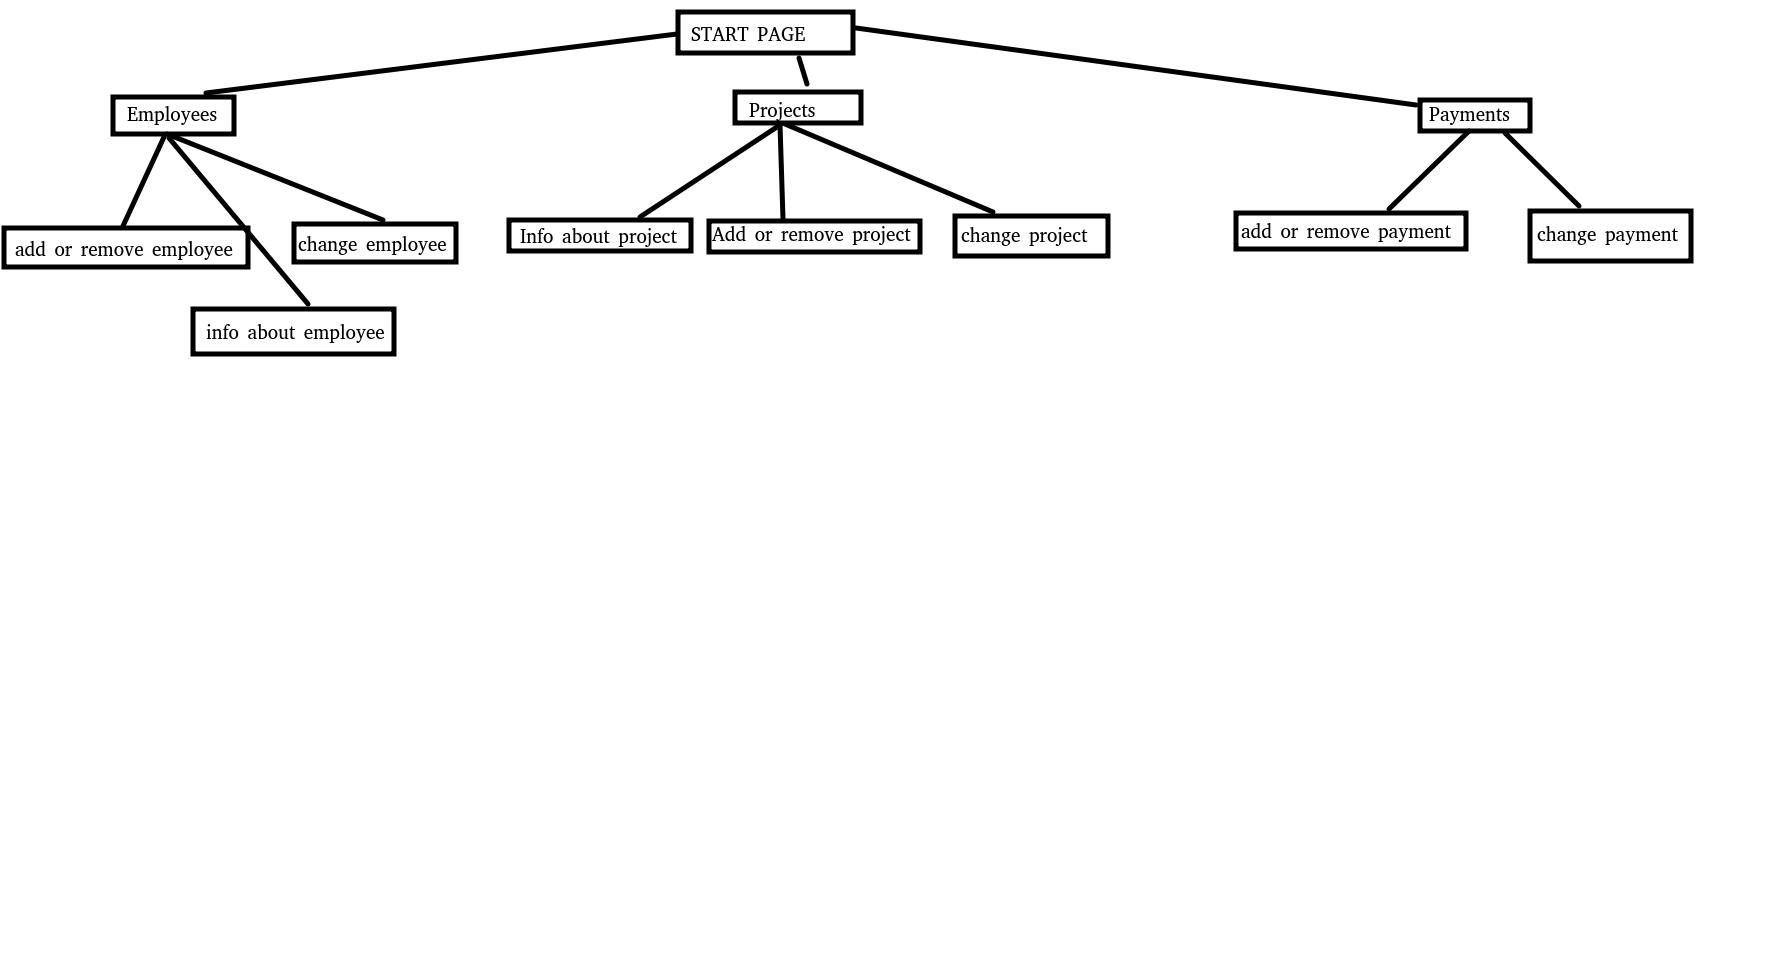 START PAGE
Employees
Projects
Payments
add or remove employee
change employee
info about employee
Info about project
Add or remove project
change project
add or remove payment
change payment